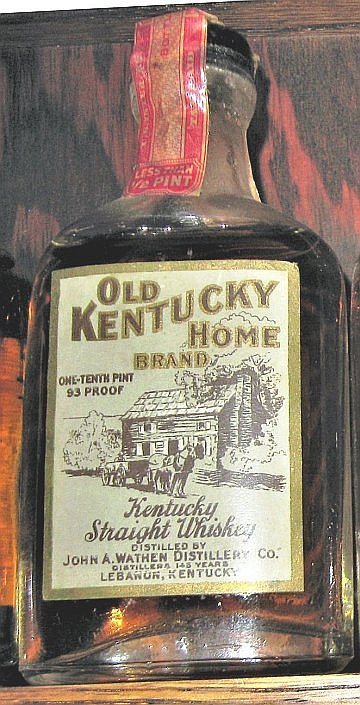 LESS THAN
1/2 PINT
OLD
KENTUCKY
HOME
BRAND
ONE-TENTH PINT
93 PROOF
Kentucky
Straight Whiskey
DISTILLED BY
JOHN A. WATHEN DISTILLERY CO.
DISTILLERS 145 YEARS
LEBANON, KENTUCKY